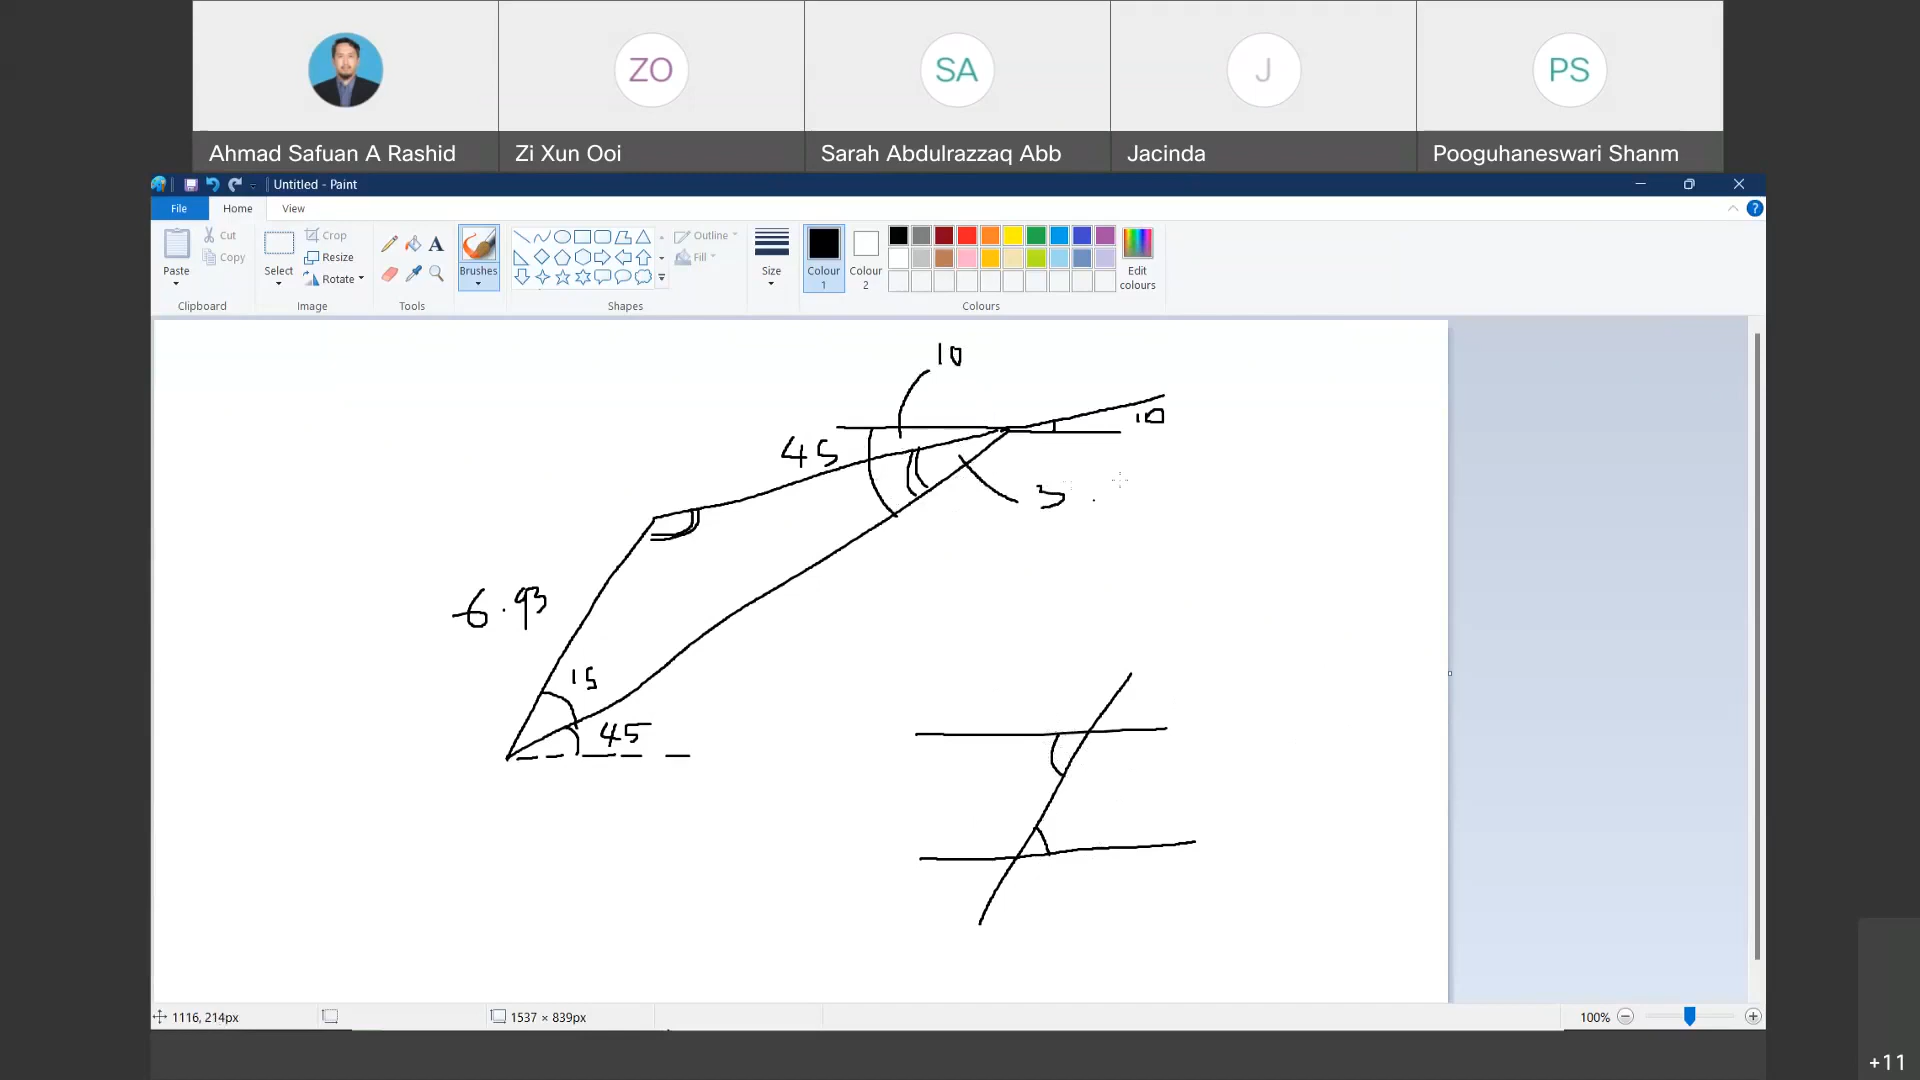 ZO
SA
J
PS
Ahmad Safuan A Rashid
Zi Xun Ooi
Sarah Abdulrazzaq Abb
Jacinda
Pooguhaneswari Shanm
Untitled - Paint
File
Home
View
Paste
Cut
Copy
Clipboard
Select
Crop
Resize
Rotate
Image
A
Tools
Brushes
Outline
Fill
Shapes
Size
Colour 1
Colour 2
Edit colours
Colours
?
10
10
45
3
6.93
15
45
1116, 214px
1537 × 839px
100%
+11